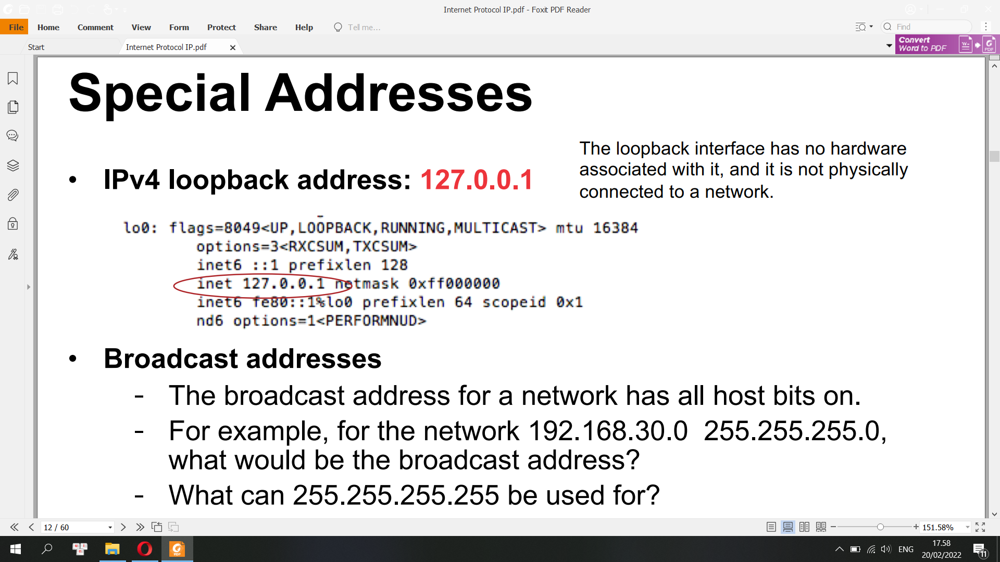 Internet Protocol IP.pdf - Foxit PDF Reader
File Home Comment View Form Protect Share Help Tell me... Find
Start Internet Protocol IP.pdf
Convert
Word to PDF
Special Addresses
The loopback interface has no hardware
associated with it, and it is not physically
connected to a network.
• IPv4 loopback address: 127.0.0.1
lo0: flags=8049<UP,LOOPBACK,RUNNING,MULTICAST> mtu 16384
options=3<RXCSUM,TXCSUM>
inet6 ::1 prefixlen 128
inet 127.0.0.1 netmask 0xff000000
inet6 fe80::1%lo0 prefixlen 64 scopeid 0x1
nd6 options=1<PERFORMNUD>
• Broadcast addresses
- The broadcast address for a network has all host bits on.
- For example, for the network 192.168.30.0 255.255.255.0,
what would be the broadcast address?
- What can 255.255.255.255 be used for?
12 / 60
151.58%
ENG
17.58
20/02/2022
11